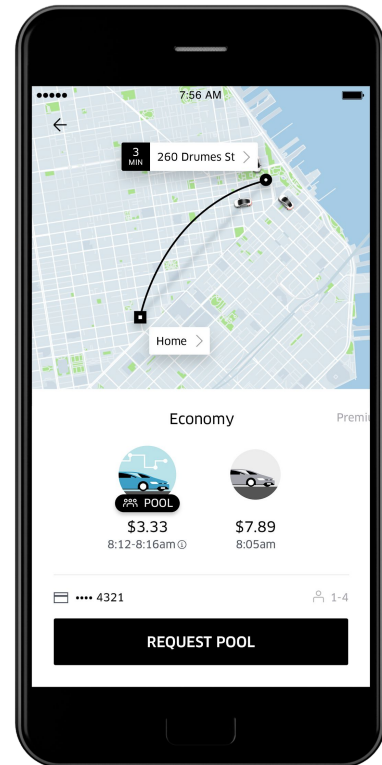 7:56 AM
3
MIN
260 Drumes St
Home
Economy
Premi
POOL
$3.33
$7.89
8:12-8:16am
8:05am
•••• 4321
1-4
REQUEST POOL